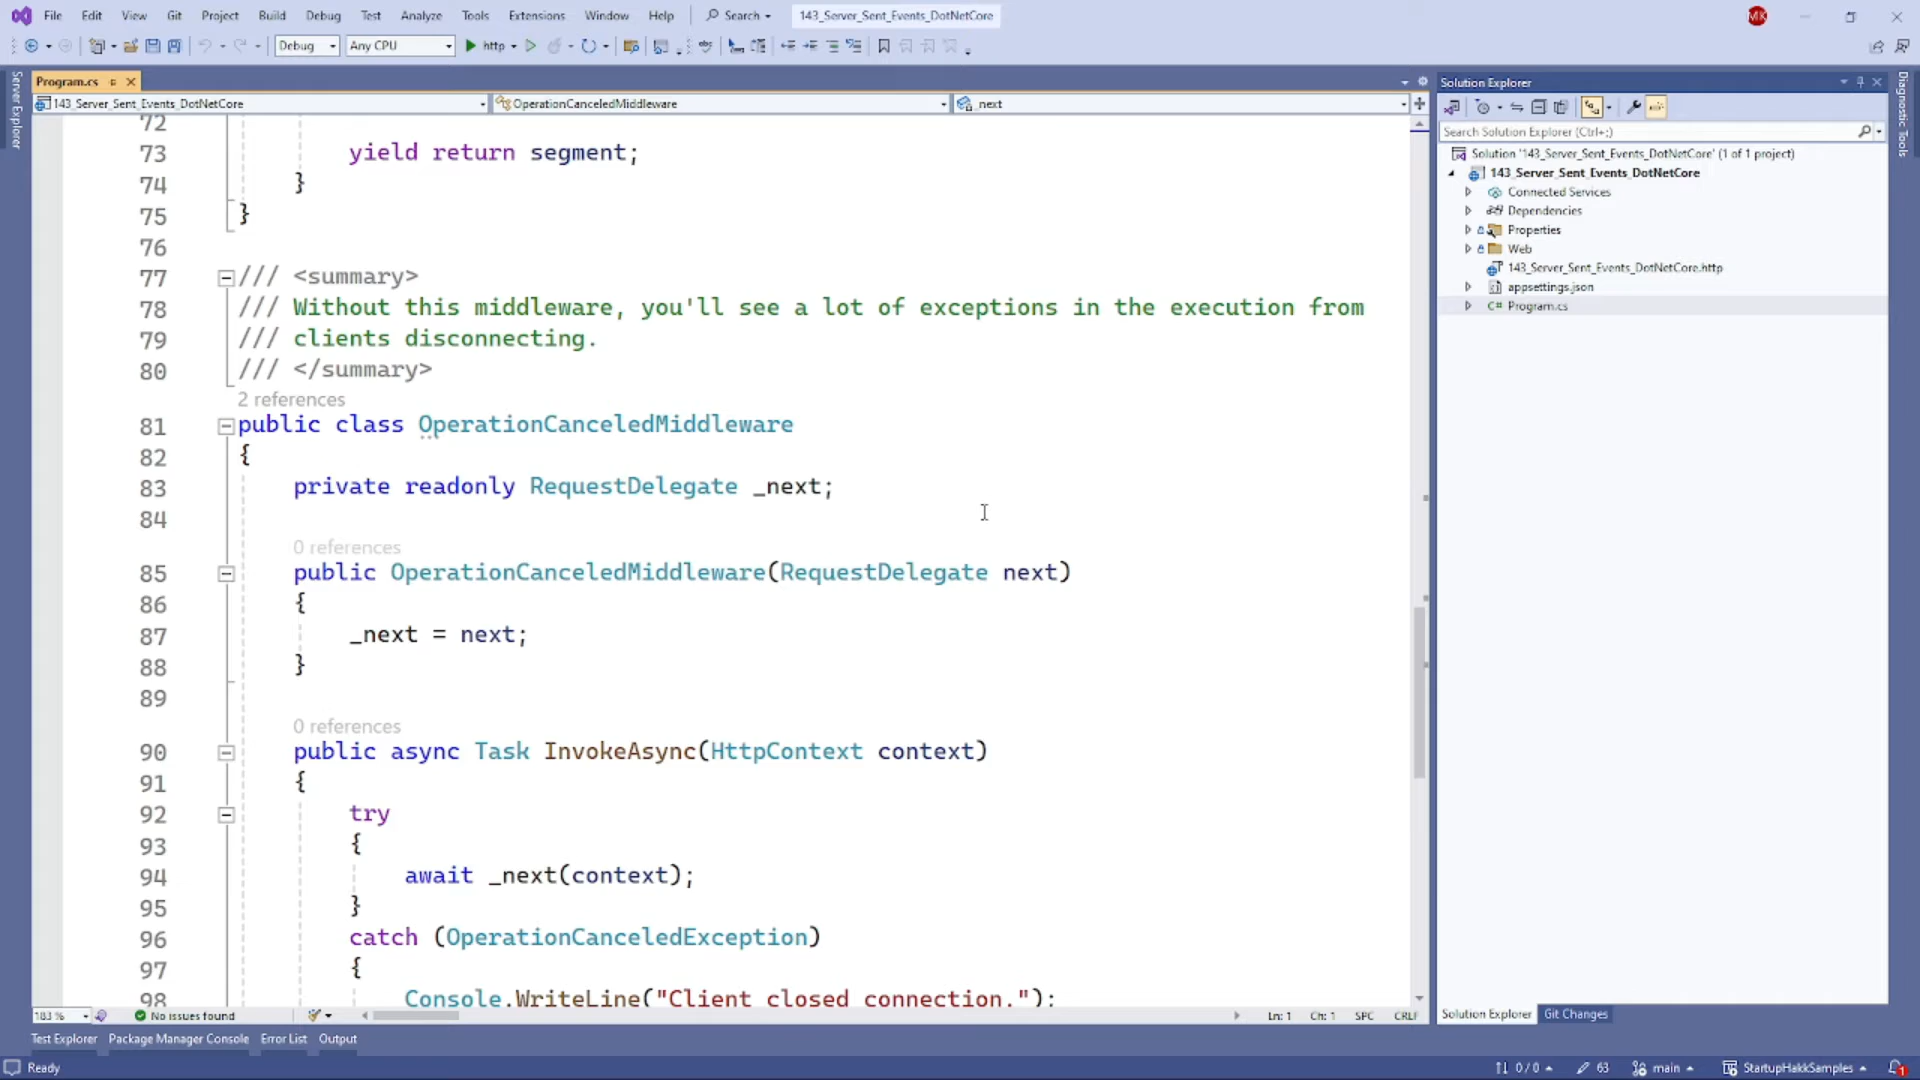 File Edit View Git Project Build Debug Test Analyze Tools Extensions Window Help Search 143_Server_Sent_Events_DotNetCore MK
Debug Any CPU http
Server Explorer
Program.cs
143_Server_Sent_Events_DotNetCore OperationCanceledMiddleware _next
72
73 yield return segment;
74 }
75 }
76
77 /// <summary>
78 /// Without this middleware, you'll see a lot of exceptions in the execution from
79 /// clients disconnecting.
80 /// </summary>
2 references
81 public class OperationCanceledMiddleware
82 {
83 private readonly RequestDelegate _next;
84
0 references
85 public OperationCanceledMiddleware(RequestDelegate next)
86 {
87 _next = next;
88 }
89
0 references
90 public async Task InvokeAsync(HttpContext context)
91 {
92 try
93 {
94 await _next(context);
95 }
96 catch (OperationCanceledException)
97 {
98 Console.WriteLine("Client closed connection.");
183 % No issues found Ln: 1 Ch: 1 SPC CRLF
Solution Explorer
Search Solution Explorer (Ctrl+;)
Solution '143_Server_Sent_Events_DotNetCore' (1 of 1 project)
143_Server_Sent_Events_DotNetCore
Connected Services
Dependencies
Properties
Web
143_Server_Sent_Events_DotNetCore.http
appsettings.json
C# Program.cs
Solution Explorer Git Changes
Diagnostic Tools
Test Explorer Package Manager Console Error List Output
Ready 0 / 0 63 main StartupHakkSamples 1